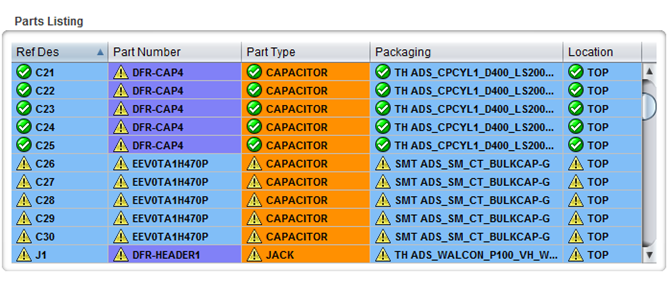 Parts Listing
Ref Des Part Number Part Type Packaging Location
C21 DFR-CAP4 CAPACITOR TH ADS_CPCYL1_D400_LS200... TOP
C22 DFR-CAP4 CAPACITOR TH ADS_CPCYL1_D400_LS200... TOP
C23 DFR-CAP4 CAPACITOR TH ADS_CPCYL1_D400_LS200... TOP
C24 DFR-CAP4 CAPACITOR TH ADS_CPCYL1_D400_LS200... TOP
C25 DFR-CAP4 CAPACITOR TH ADS_CPCYL1_D400_LS200... TOP
C26 EEV0TA1H470P CAPACITOR SMT ADS_SM_CT_BULKCAP-G TOP
C27 EEV0TA1H470P CAPACITOR SMT ADS_SM_CT_BULKCAP-G TOP
C28 EEV0TA1H470P CAPACITOR SMT ADS_SM_CT_BULKCAP-G TOP
C29 EEV0TA1H470P CAPACITOR SMT ADS_SM_CT_BULKCAP-G TOP
C30 EEV0TA1H470P CAPACITOR SMT ADS_SM_CT_BULKCAP-G TOP
J1 DFR-HEADER1 JACK TH ADS_WALCON_P100_VH_W... TOP